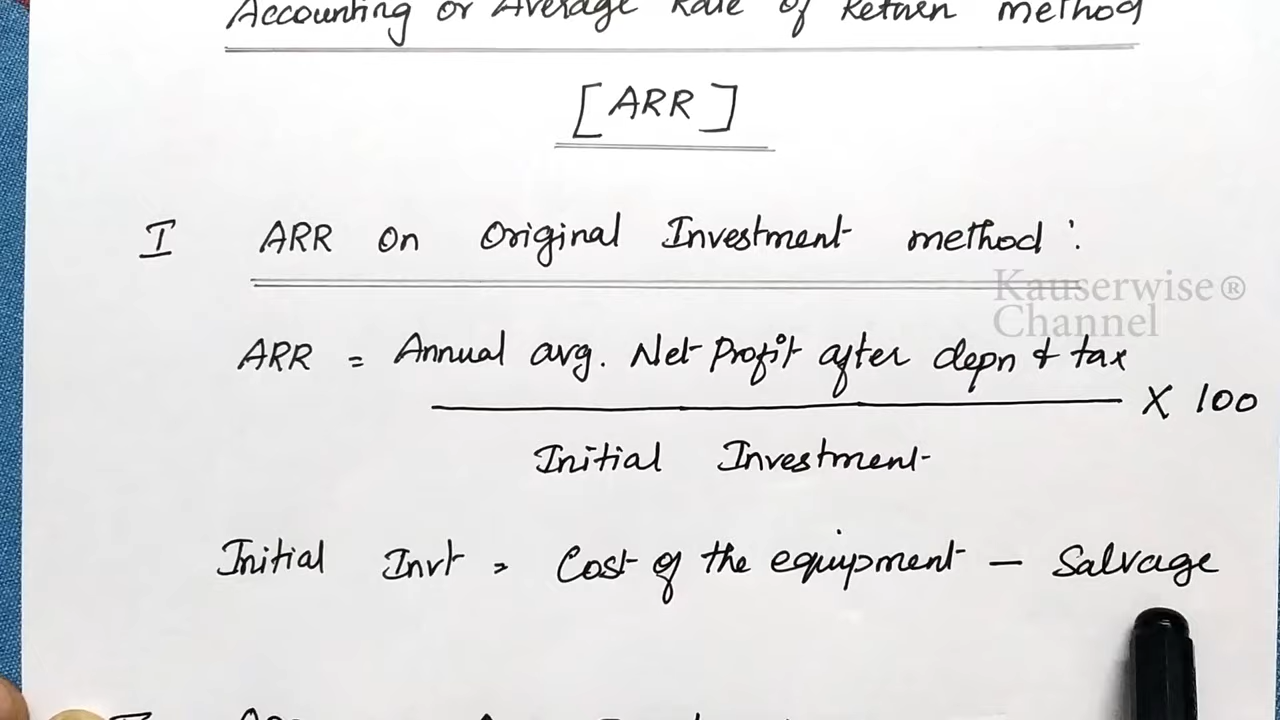 Accounting or Average Rate of Return method
[ARR]
I ARR on Original Investment method:
Kauserwise®
Channel
ARR = Annual avg. Net Profit after depn & tax
X 100
Initial Investment
Initial Invt = Cost of the equipment - Salvage